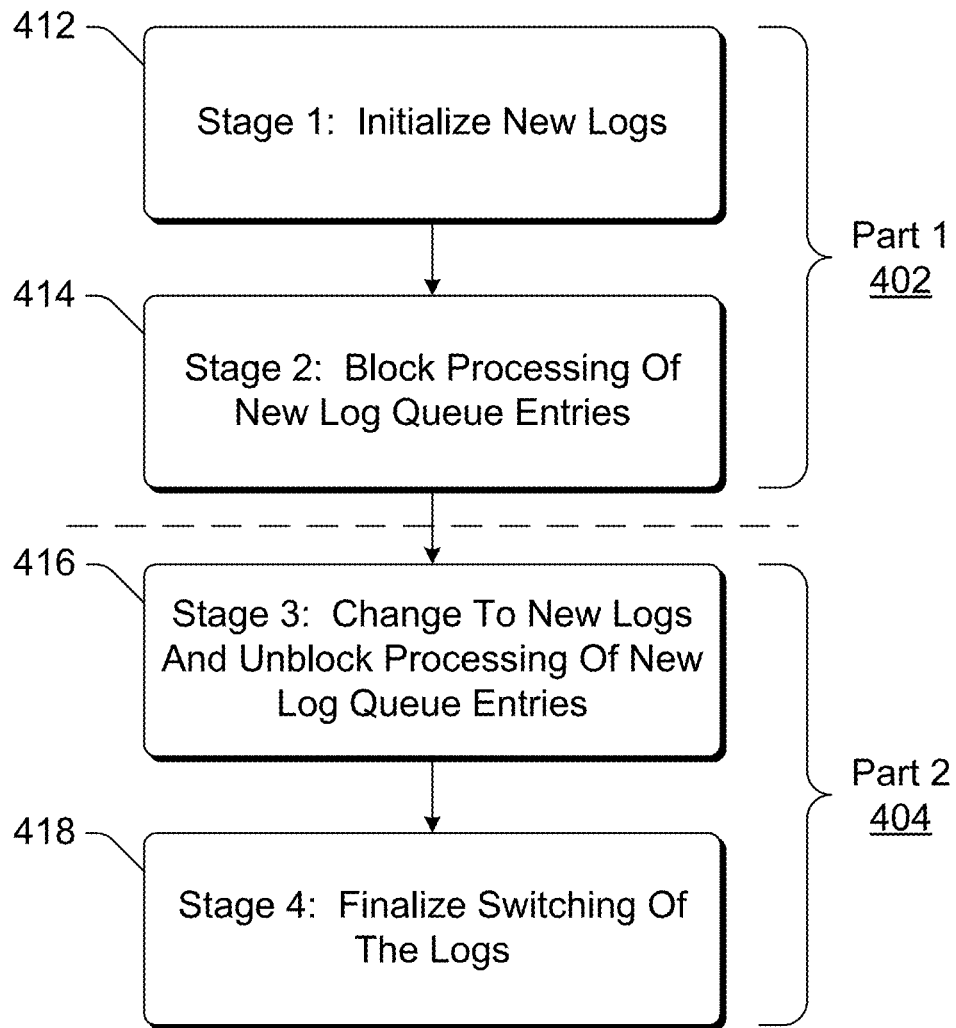 412
Stage 1: Initialize New Logs
Part 1
402
414
Stage 2: Block Processing Of
New Log Queue Entries
416
Stage 3: Change To New Logs
And Unblock Processing Of New
Log Queue Entries
Part 2
404
418
Stage 4: Finalize Switching Of
The Logs